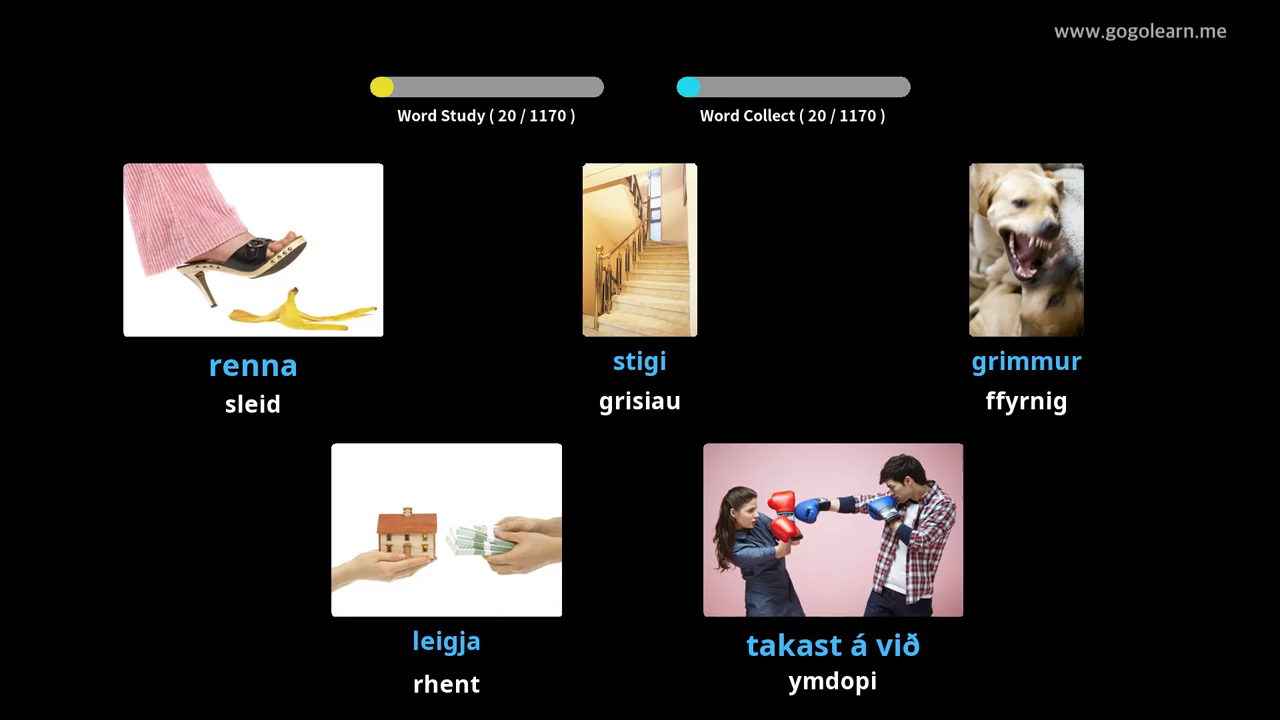 www.gogolearn.me
Word Study ( 20 / 1170 )
Word Collect ( 20 / 1170 )
renna
sleid
stigi
grisiau
grimmur
ffyrnig
leigja
rhent
takast á við
ymdopi